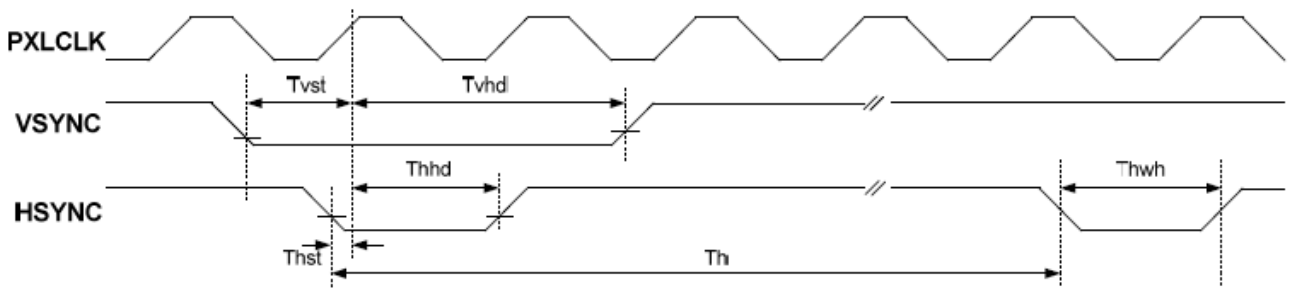 PXLCLK
Tvst Tvhd
VSYNC
Thhd Thwh
HSYNC
Thst Th